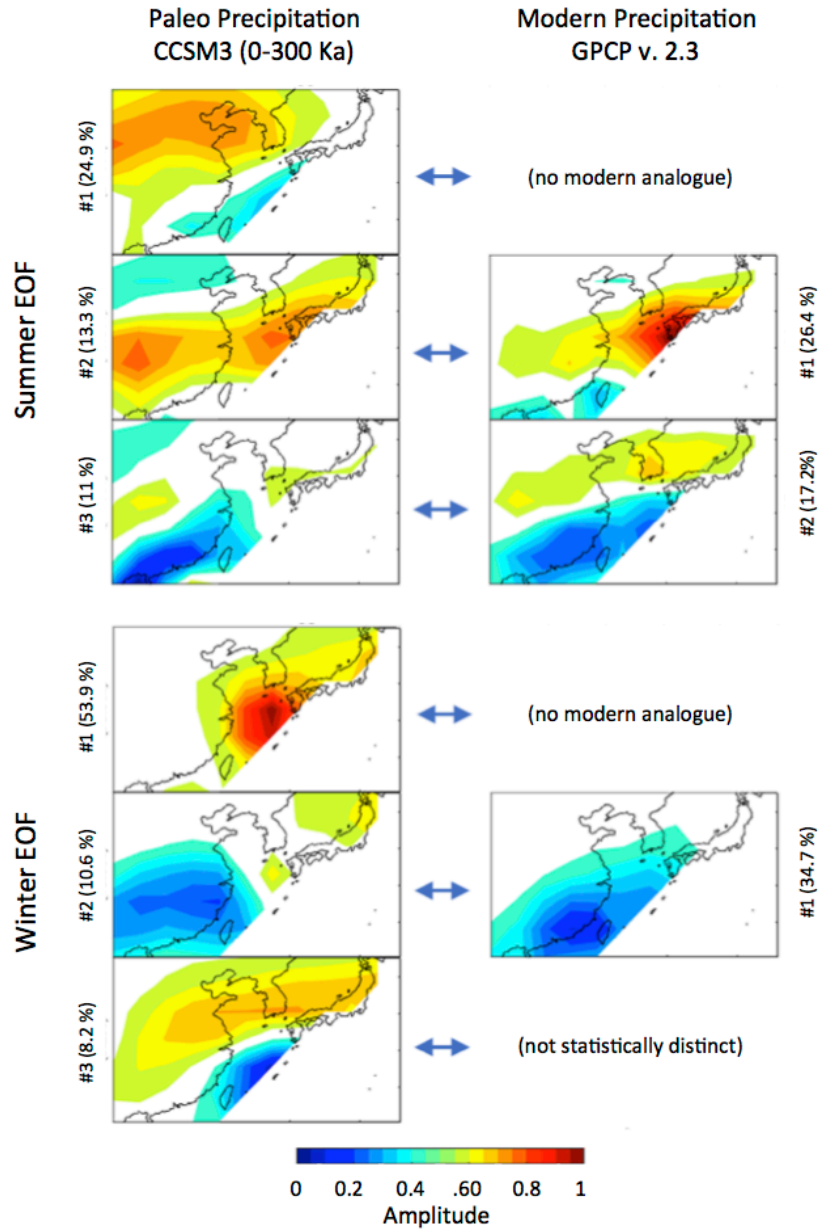 Paleo Precipitation
CCSM3 (0-300 Ka)
Modern Precipitation
GPCP v. 2.3
Summer EOF
#1 (24.9 %)
(no modern analogue)
#2 (13.3 %)
#1 (26.4 %)
#3 (11 %)
#2 (17.2%)
Winter EOF
#1 (53.9 %)
(no modern analogue)
#2 (10.6 %)
#1 (34.7 %)
#3 (8.2 %)
(not statistically distinct)
0 0.2 0.4 .60 0.8 1
Amplitude